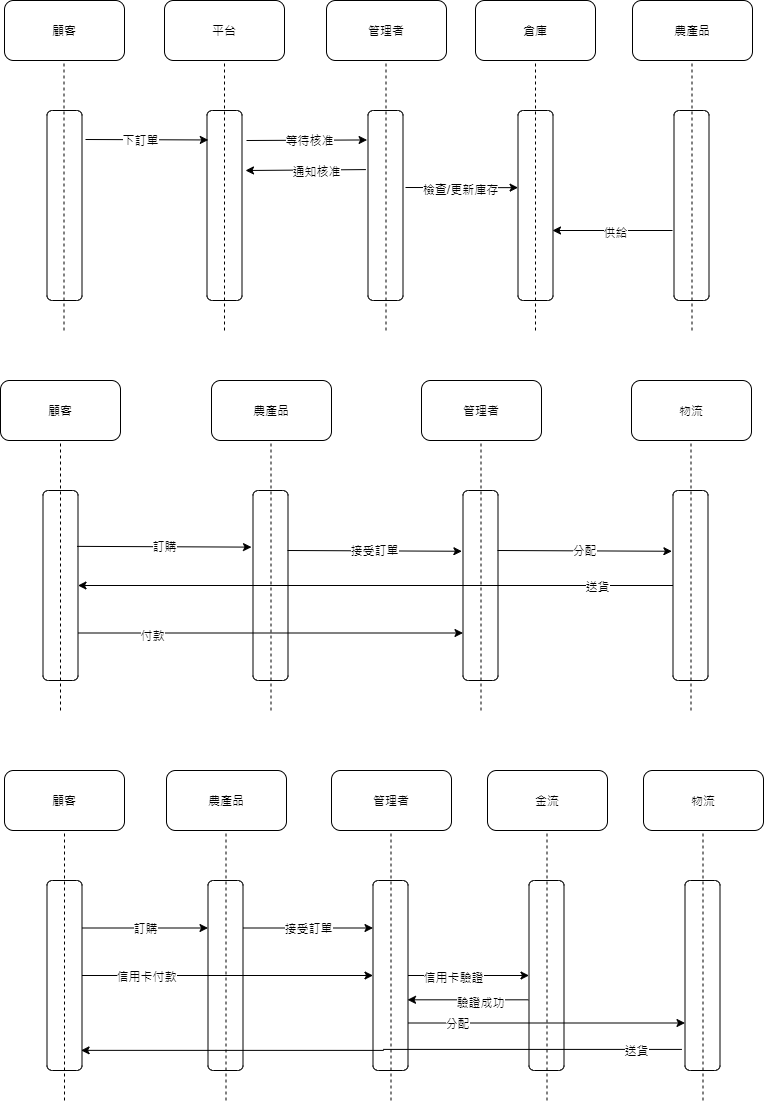 顧客
平台
管理者
倉庫
農產品
下訂單
等待核准
通知核准
檢查/更新庫存
供給
顧客
農產品
管理者
物流
訂購
接受訂單
分配
送貨
付款
顧客
農產品
管理者
金流
物流
訂購
接受訂單
信用卡付款
信用卡驗證
驗證成功
分配
送貨